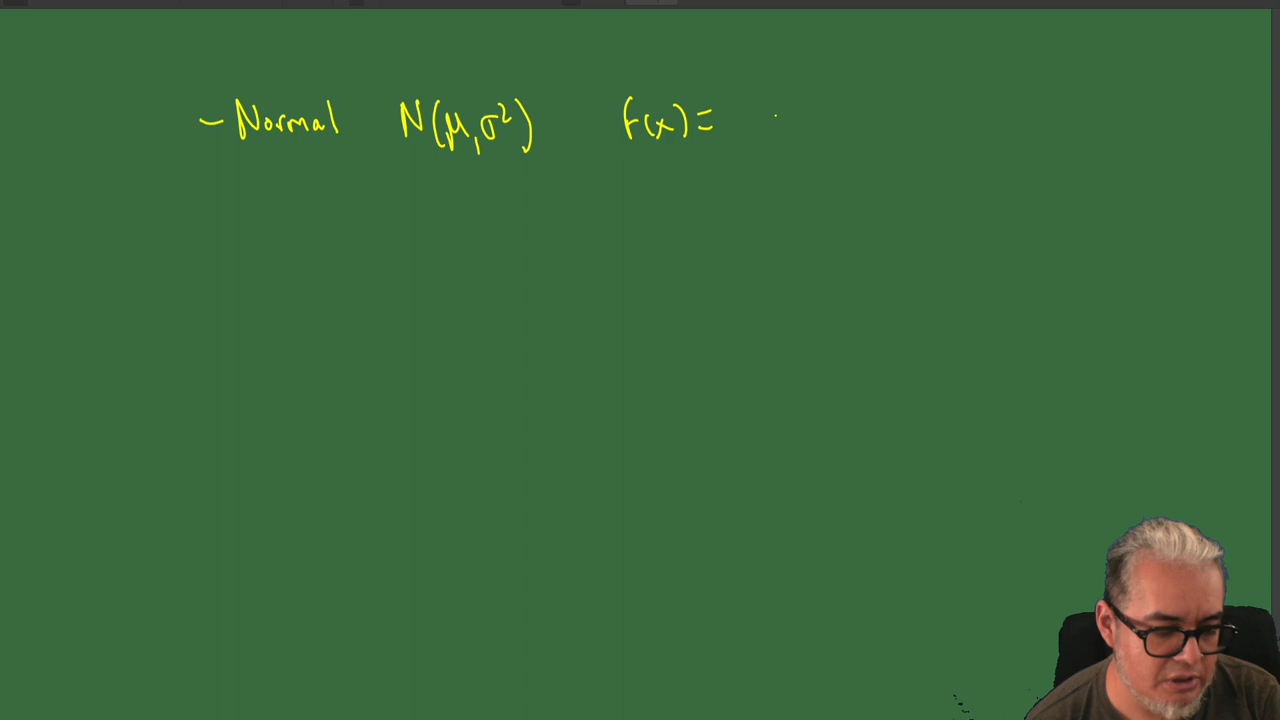 - Normal N(μ,σ²) f(x)=